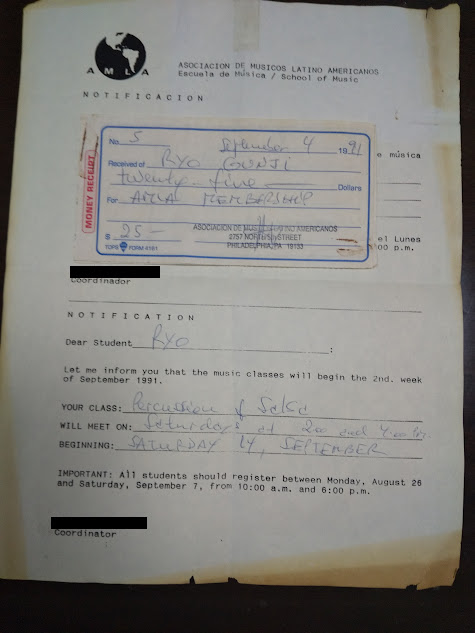 AMLA
ASOCIACION DE MUSICOS LATINO AMERICANOS
Escuela de Música / School of Music
NOTIFICACION
No. 5 September 4 1991
Received of RYO GUNJI
twenty-five Dollars
For AMLA MEMBERSHIP
$ 25-
ASOCIACION DE MUSICOS LATINO AMERICANOS
2757 NORTH STREET
PHILADELPHIA, PA 19133
TOPS FORM 4161
MONEY RECEIPT
e música
el Lunes
:00 p.m.
Coordinador
NOTIFICATION
Dear Student RYO :
Let me inform you that the music classes will begin the 2nd. week
of September 1991.
YOUR CLASS: Percussion & Salsa
WILL MEET ON: Saturdays at 2:00 and
BEGINNING: SATURDAY 14, SEPTEMBER
IMPORTANT: All students should register between Monday, August 26
and Saturday, September 7, from 10:00 a.m. and 6:00 p.m.
Coordinator